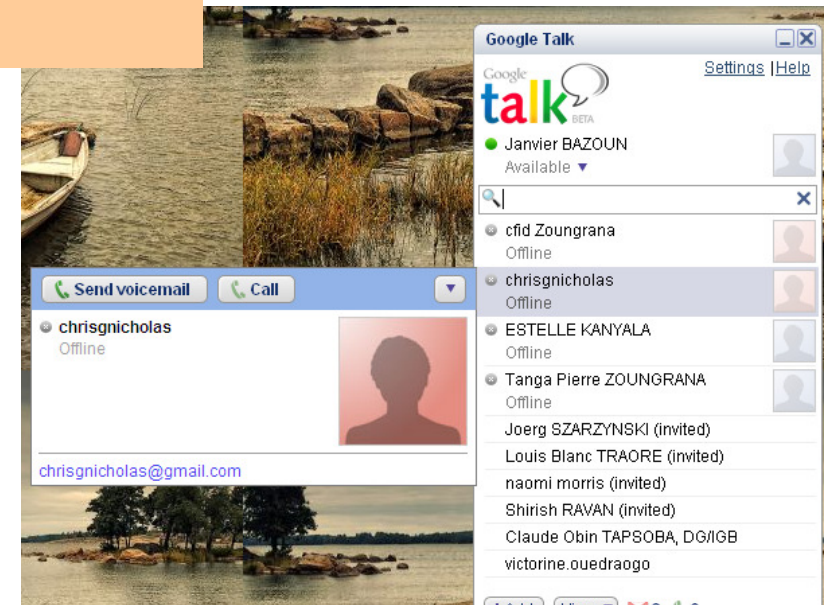 Google Talk
Settings | Help
Google
talk
BETA
Janvier BAZOUN
Available
cfid Zoungrana
Offline
chrisgnicholas
Offline
ESTELLE KANYALA
Offline
Tanga Pierre ZOUNGRANA
Offline
Joerg SZARZYNSKI (invited)
Louis Blanc TRAORE (invited)
naomi morris (invited)
Shirish RAVAN (invited)
Claude Obin TAPSOBA, DG/IGB
victorine.ouedraogo
Send voicemail Call
chrisgnicholas
Offline
chrisgnicholas@gmail.com